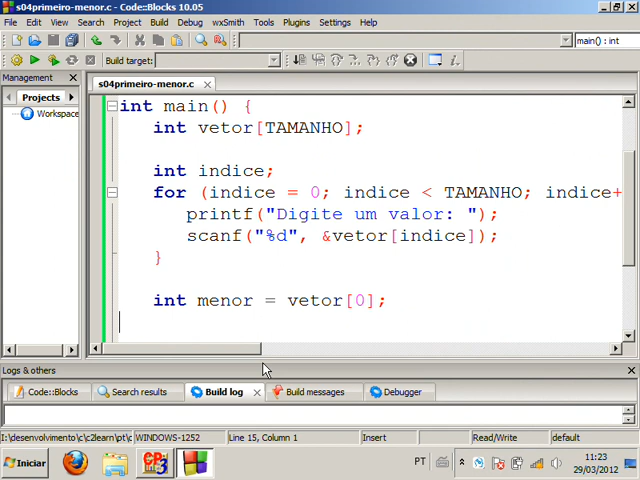 s04primeiro-menor.c - Code::Blocks 10.05
File View Search Project Build Debug wxSmith Tools Plugins Settings Help
main() : int
Build target:
Management
s04primeiro-menor.c
Projects
Workspace
int main() {
int vetor[TAMANHO];
int indice;
for (indice = 0; indice < TAMANHO; indice+
printf("Digite um valor: ");
scanf("%d", &vetor[indice]);
}
int menor = vetor[0];
Logs & others
Code::Blocks Search results Build log Build messages Debugger
I:\desenvolvimento\c\c2learn\pt\c WINDOWS-1252 Line 15, Column 1 Insert Read/Write default
Iniciar PT 11:23
29/03/2012